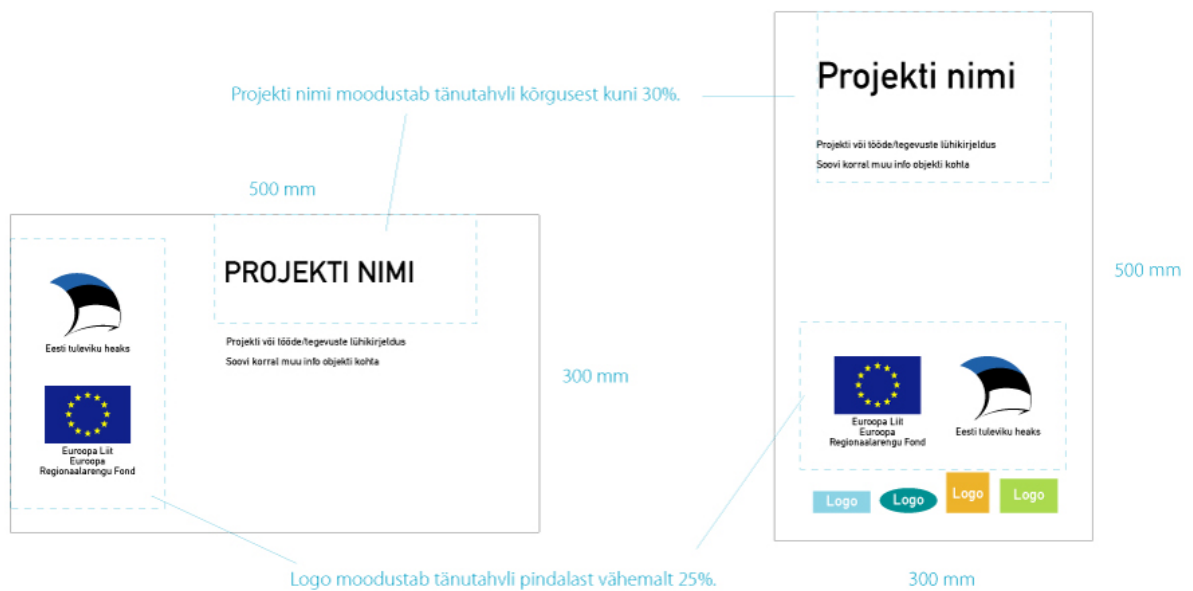 Projekti nimi moodustab tänutahvli kõrgusest kuni 30%.
500 mm
PROJEKTI NIMI
Projekti või tööde/tegevuste lühikirjeldus
Soovi korral muu info objekti kohta
Eesti tuleviku heaks
Euroopa Liit
Euroopa
Regionaalarengu Fond
300 mm
Logo moodustab tänutahvli pindalast vähemalt 25%.
Projekti nimi
Projekti või tööde/tegevuste lühikirjeldus
Soovi korral muu info objekti kohta
500 mm
Euroopa Liit
Euroopa
Regionaalarengu Fond
Eesti tuleviku heaks
Logo
Logo
Logo
Logo
300 mm